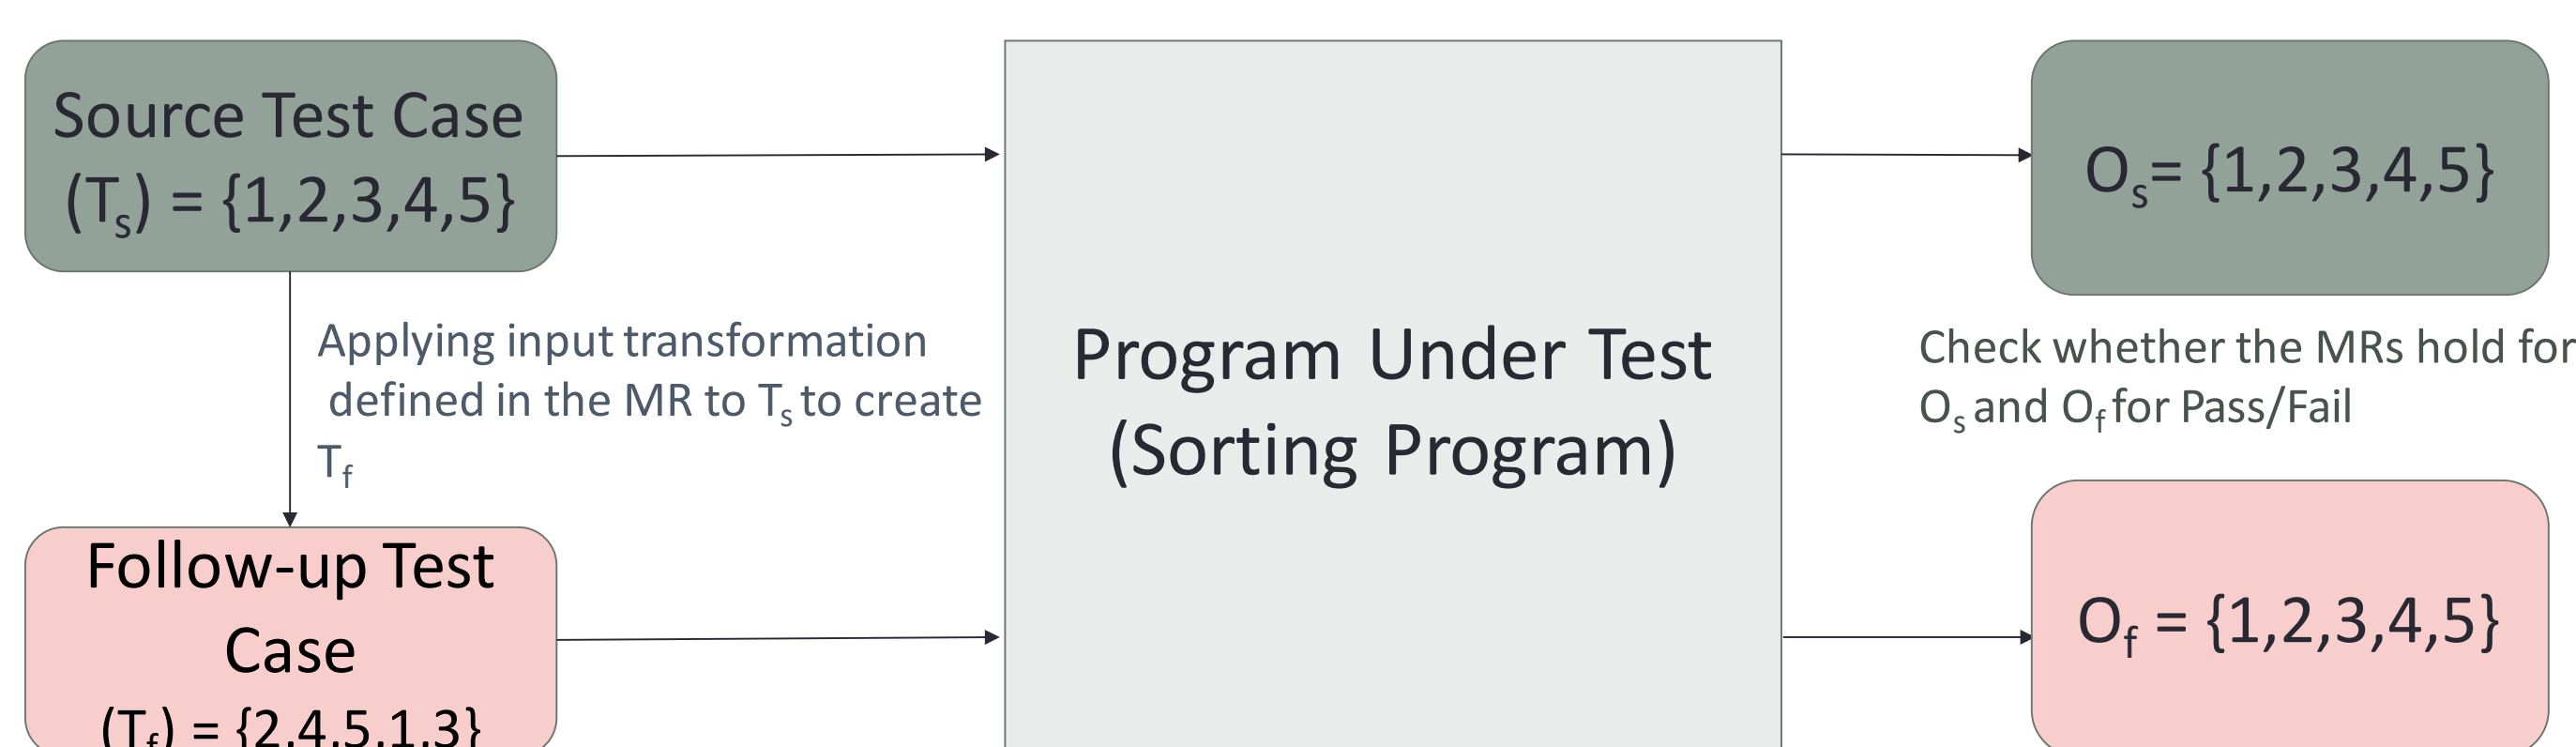 Source Test Case
(Ts) = {1,2,3,4,5}
Applying input transformation
defined in the MR to Ts to create
Tf
Follow-up Test
Case
(Tf) = {2,4,5,1,3}
Program Under Test
(Sorting Program)
Os= {1,2,3,4,5}
Check whether the MRs hold for
Os and Of for Pass/Fail
Of = {1,2,3,4,5}